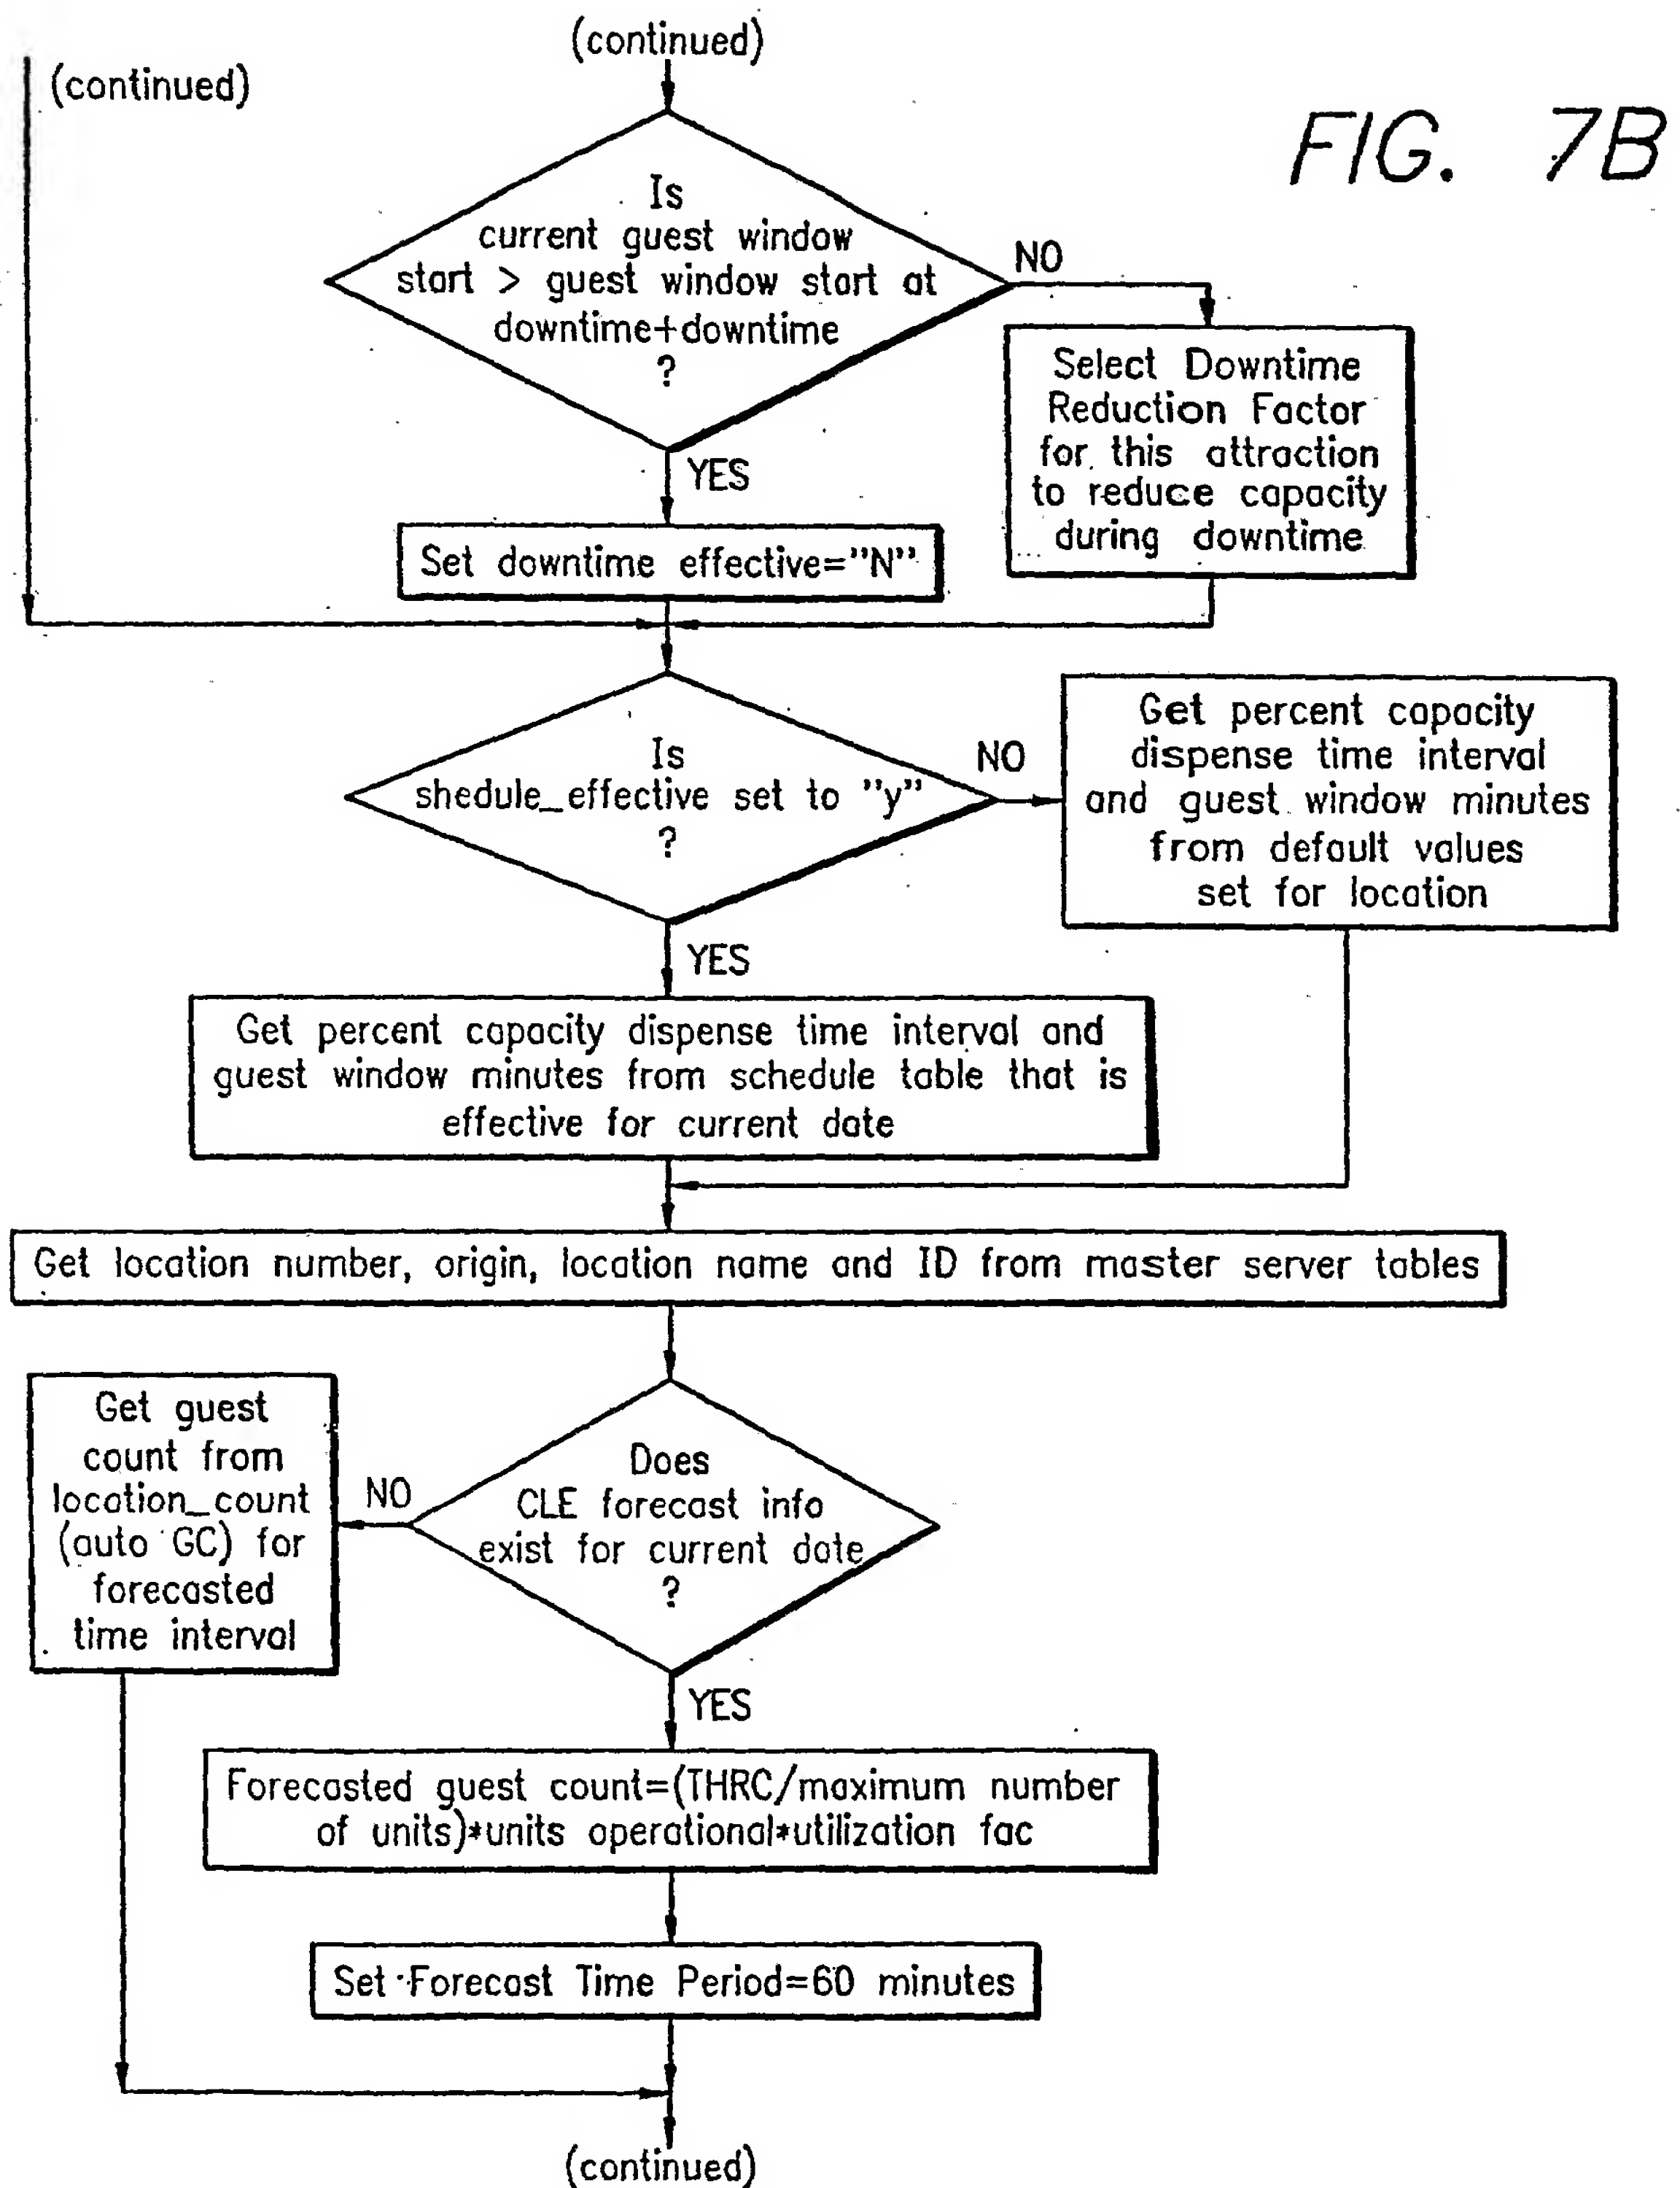 (continued)
(continued)
FIG. 7B
Is
current guest window
start > guest window start at
downtime+downtime
?
NO
Select Downtime
Reduction Factor
for this attraction
to reduce capacity
during downtime
YES
Set downtime effective="N"
Is
shedule_effective set to "y"
?
NO
Get percent capacity
dispense time interval
and guest window minutes
from default values
set for location
YES
Get percent capacity dispense time interval and
guest window minutes from schedule table that is
effective for current date
Get location number, origin, location name and ID from master server tables
Does
CLE forecast info
exist for current date
?
NO
Get guest
count from
location_count
(auto GC) for
forecasted
time interval
YES
Forecasted guest count=(THRC/maximum number
of units)*units operational*utilization fac
Set Forecast Time Period=60 minutes
(continued)